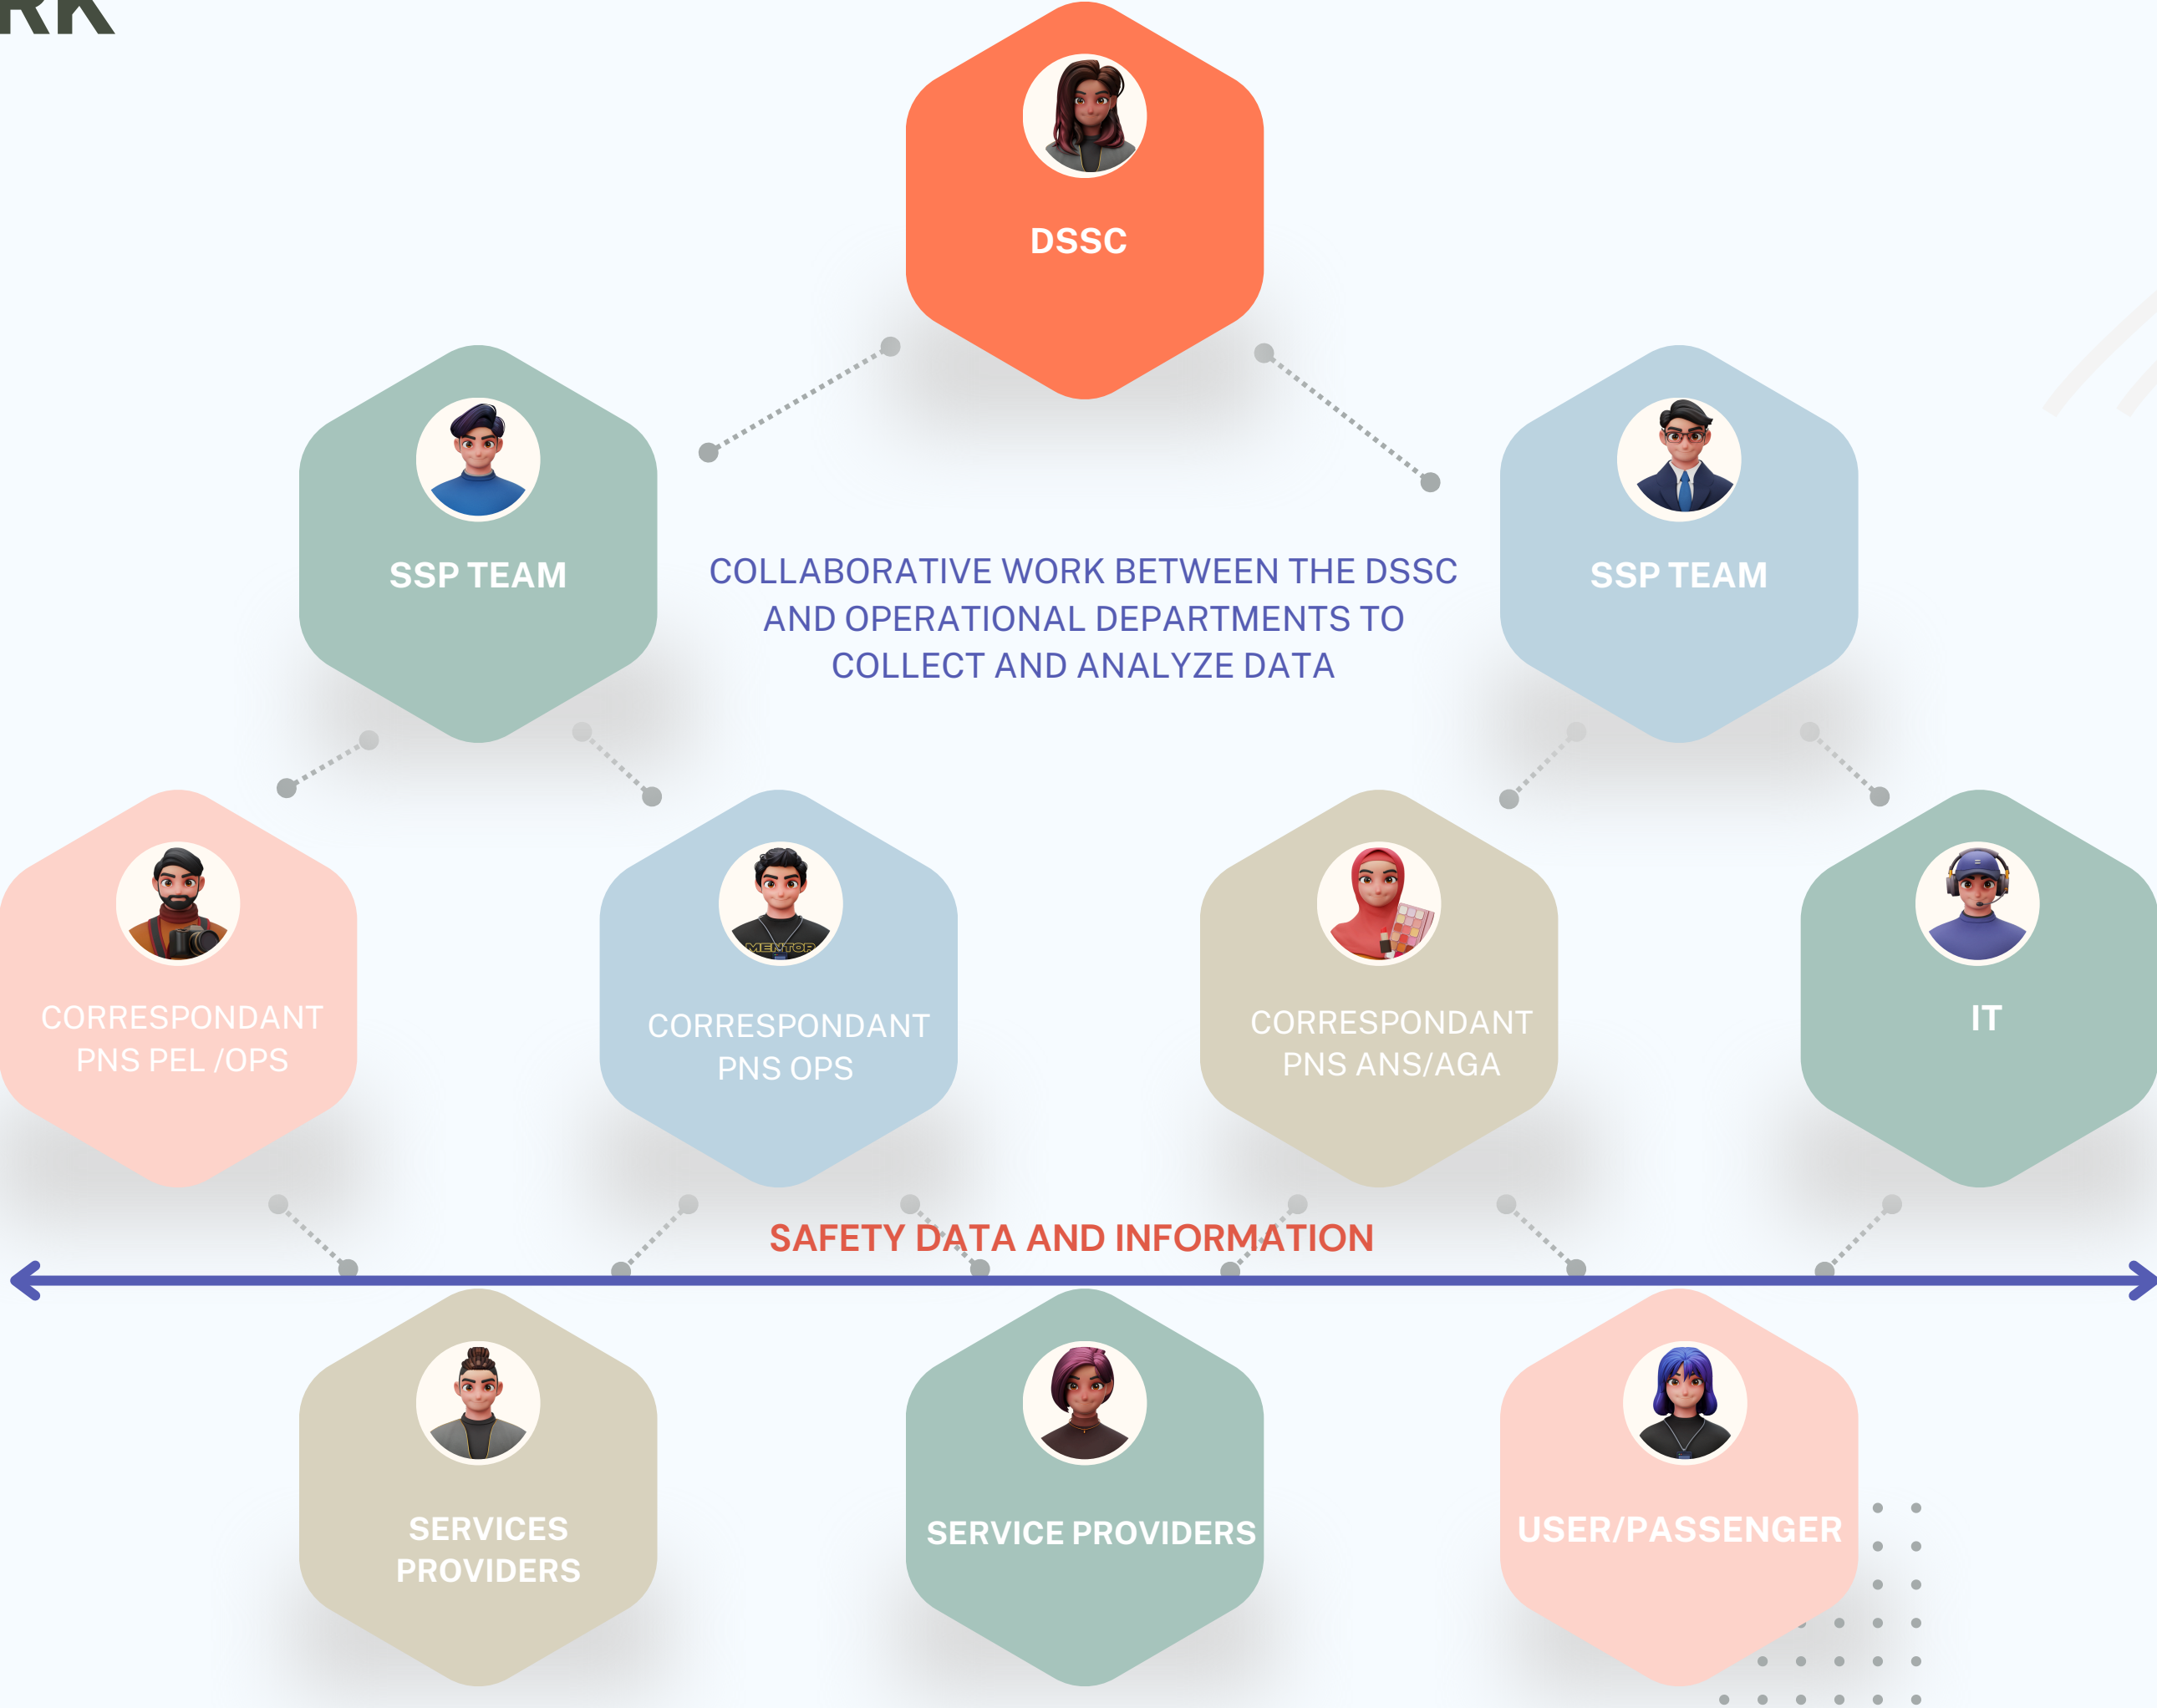 RK
DSSC
SSP TEAM
SSP TEAM
COLLABORATIVE WORK BETWEEN THE DSSC
AND OPERATIONAL DEPARTMENTS TO
COLLECT AND ANALYZE DATA
MENTOR
CORRESPONDANT
PNS PEL /OPS
CORRESPONDANT
PNS OPS
CORRESPONDANT
PNS ANS/AGA
IT
SAFETY DATA AND INFORMATION
SERVICES
PROVIDERS
SERVICE PROVIDERS
USER/PASSENGER